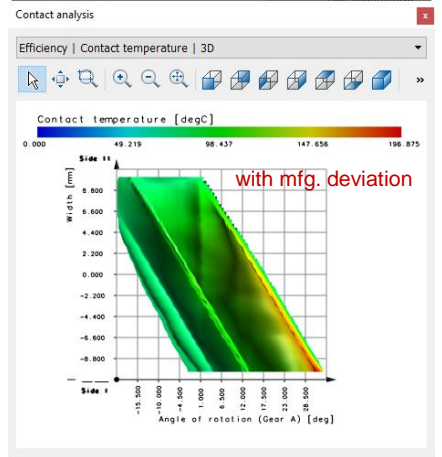 Contact analysis
x
Efficiency | Contact temperature | 3D
»
Contact temperature [degC]
0.000 49.219 98.437 147.656 196.875
Side II
with mfg. deviation
Width [mm]
8.800
6.600
4.400
2.200
0.000
-2.200
-4.400
-6.600
-8.800
Side I
-15.500 -10.000 -4.500 1.000 6.500 12.000 17.500 23.000 28.500
Angle of rotation (Gear A) [deg]